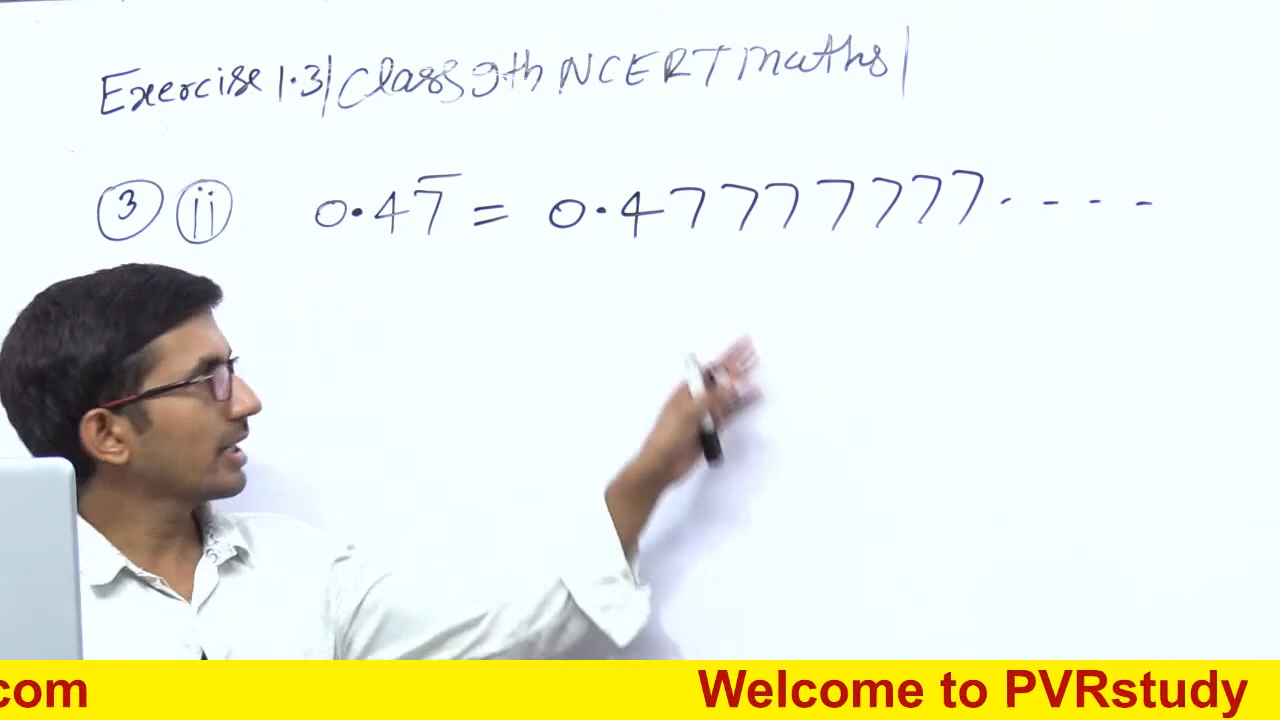 Exercise 1.3 | Class 9th NCERT Maths |
3 ii 0.47̅ = 0.47777777.----
com Welcome to PVRstudy